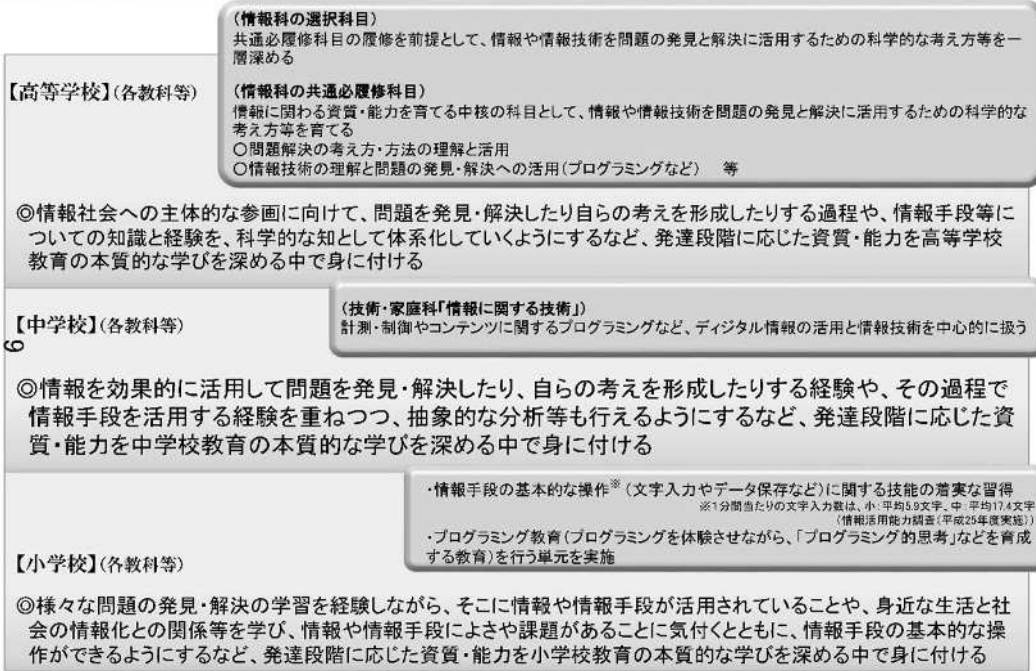 (情報科の選択科目)
共通必履修科目の履修を前提として、情報や情報技術を問題の発見と解決に活用するための科学的な考え方等を一
層深める
【高等学校】(各教科等)
(情報科の共通必履修科目)
情報に関わる資質・能力を育てる中核の科目として、情報や情報技術を問題の発見と解決に活用するための科学的な
考え方等を育てる
○問題解決の考え方・方法の理解と活用
○情報技術の理解と問題の発見・解決への活用(プログラミングなど) 等
◎情報社会への主体的な参画に向けて、問題を発見・解決したり自らの考えを形成したりする過程や、情報手段等に
ついての知識と経験を、科学的な知として体系化していくようにするなど、発達段階に応じた資質・能力を高等学校
教育の本質的な学びを深める中で身に付ける
(技術・家庭科「情報に関する技術」)
計測・制御やコンテンツに関するプログラミングなど、ディジタル情報の活用と情報技術を中心的に扱う
【中学校】(各教科等)
9
◎情報を効果的に活用して問題を発見・解決したり、自らの考えを形成したりする経験や、その過程で
情報手段を活用する経験を重ねつつ、抽象的な分析等も行えるようにするなど、発達段階に応じた資
質・能力を中学校教育の本質的な学びを深める中で身に付ける
・情報手段の基本的な操作※(文字入力やデータ保存など)に関する技能の着実な習得
※1分間当たりの文字入力数は、小:平均5.9文字、中:平均17.4文字
(情報活用能力調査(平成25年度実施))
・プログラミング教育(プログラミングを体験させながら、「プログラミング的思考」などを育成
する教育)を行う単元を実施
【小学校】(各教科等)
◎様々な問題の発見・解決の学習を経験しながら、そこに情報や情報手段が活用されていることや、身近な生活と社
会の情報化との関係等を学び、情報や情報手段によさや課題があることに気付くとともに、情報手段の基本的な操
作ができるようにするなど、発達段階に応じた資質・能力を小学校教育の本質的な学びを深める中で身に付ける